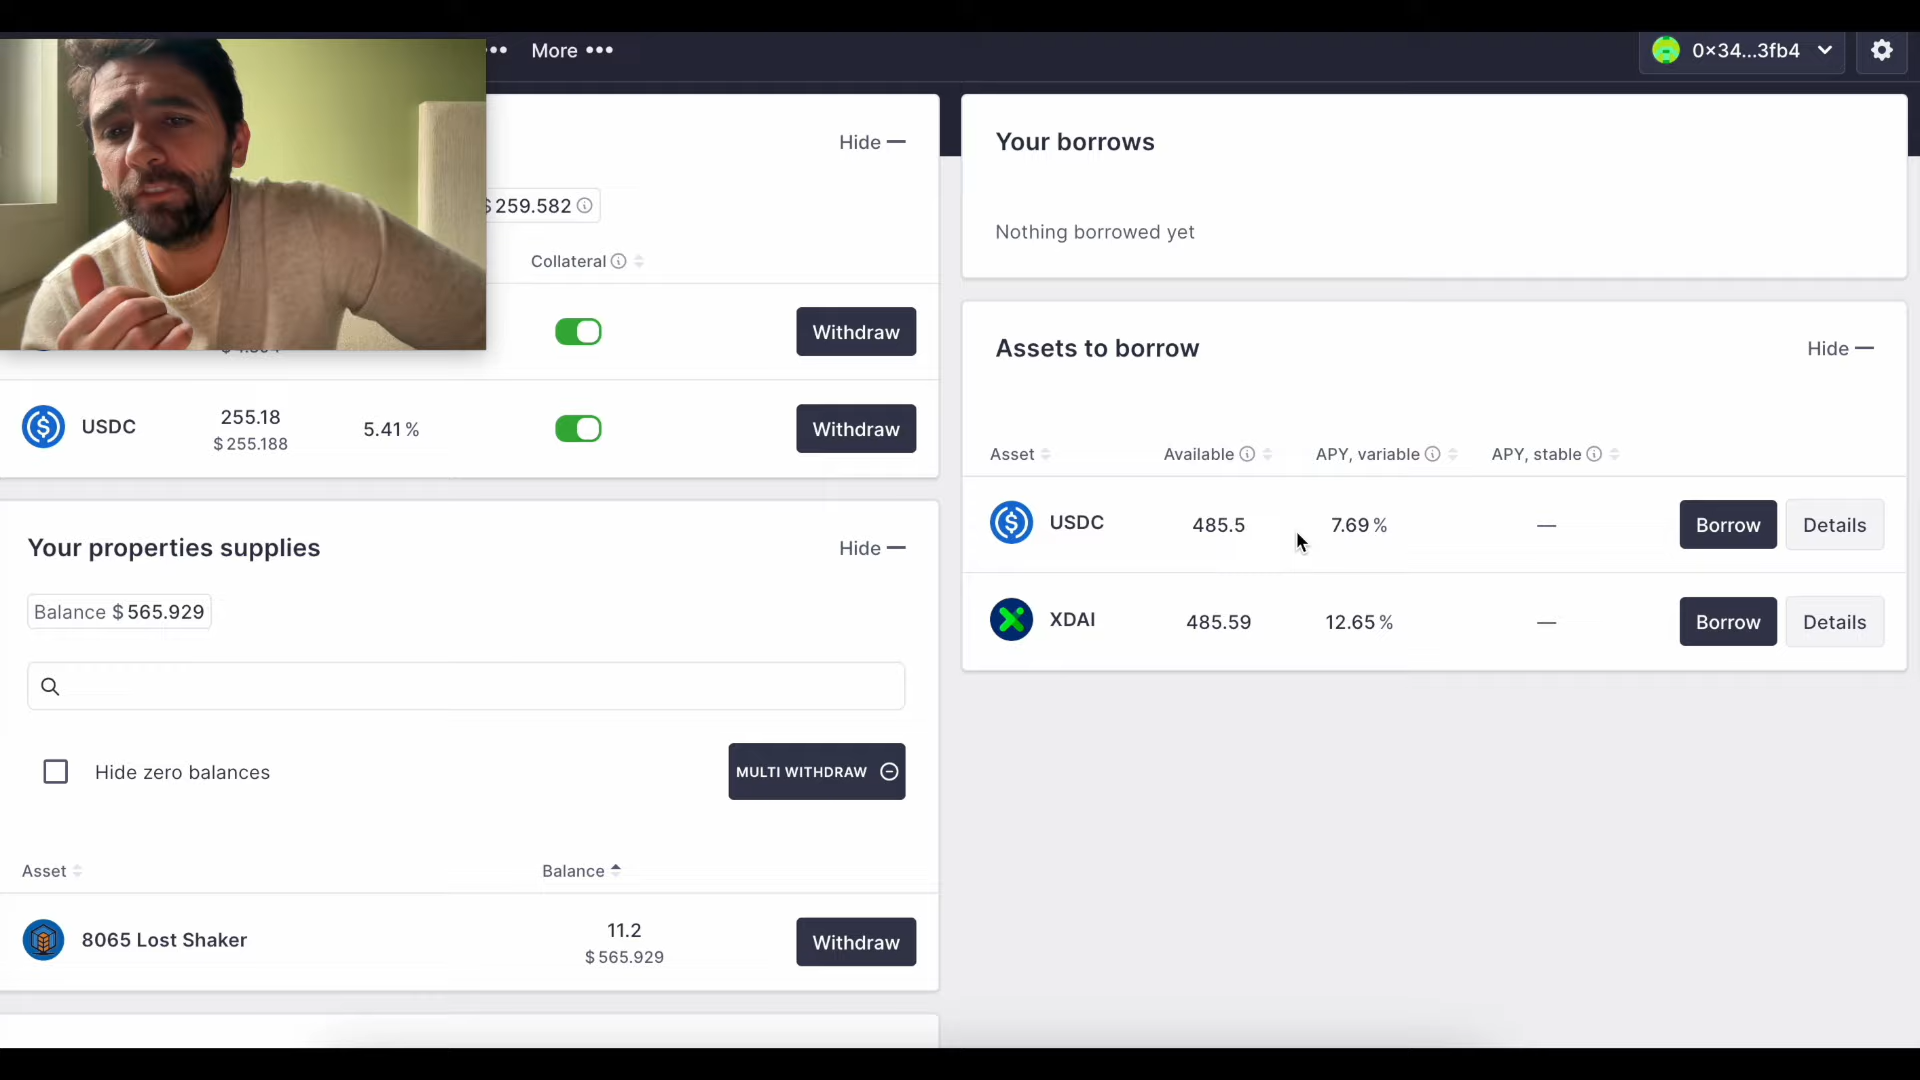 More
0×34...3fb4
Hide
$ 259.582
Collateral
Withdraw
USDC
255.18
$ 255.188
5.41 %
Withdraw
Your properties supplies
Hide
Balance $ 565.929
Hide zero balances
MULTI WITHDRAW
Asset
Balance
8065 Lost Shaker
11.2
$ 565.929
Withdraw
Your borrows
Nothing borrowed yet
Assets to borrow
Hide
Asset Available APY, variable APY, stable
USDC 485.5 7.69 % — Borrow Details
XDAI 485.59 12.65 % — Borrow Details